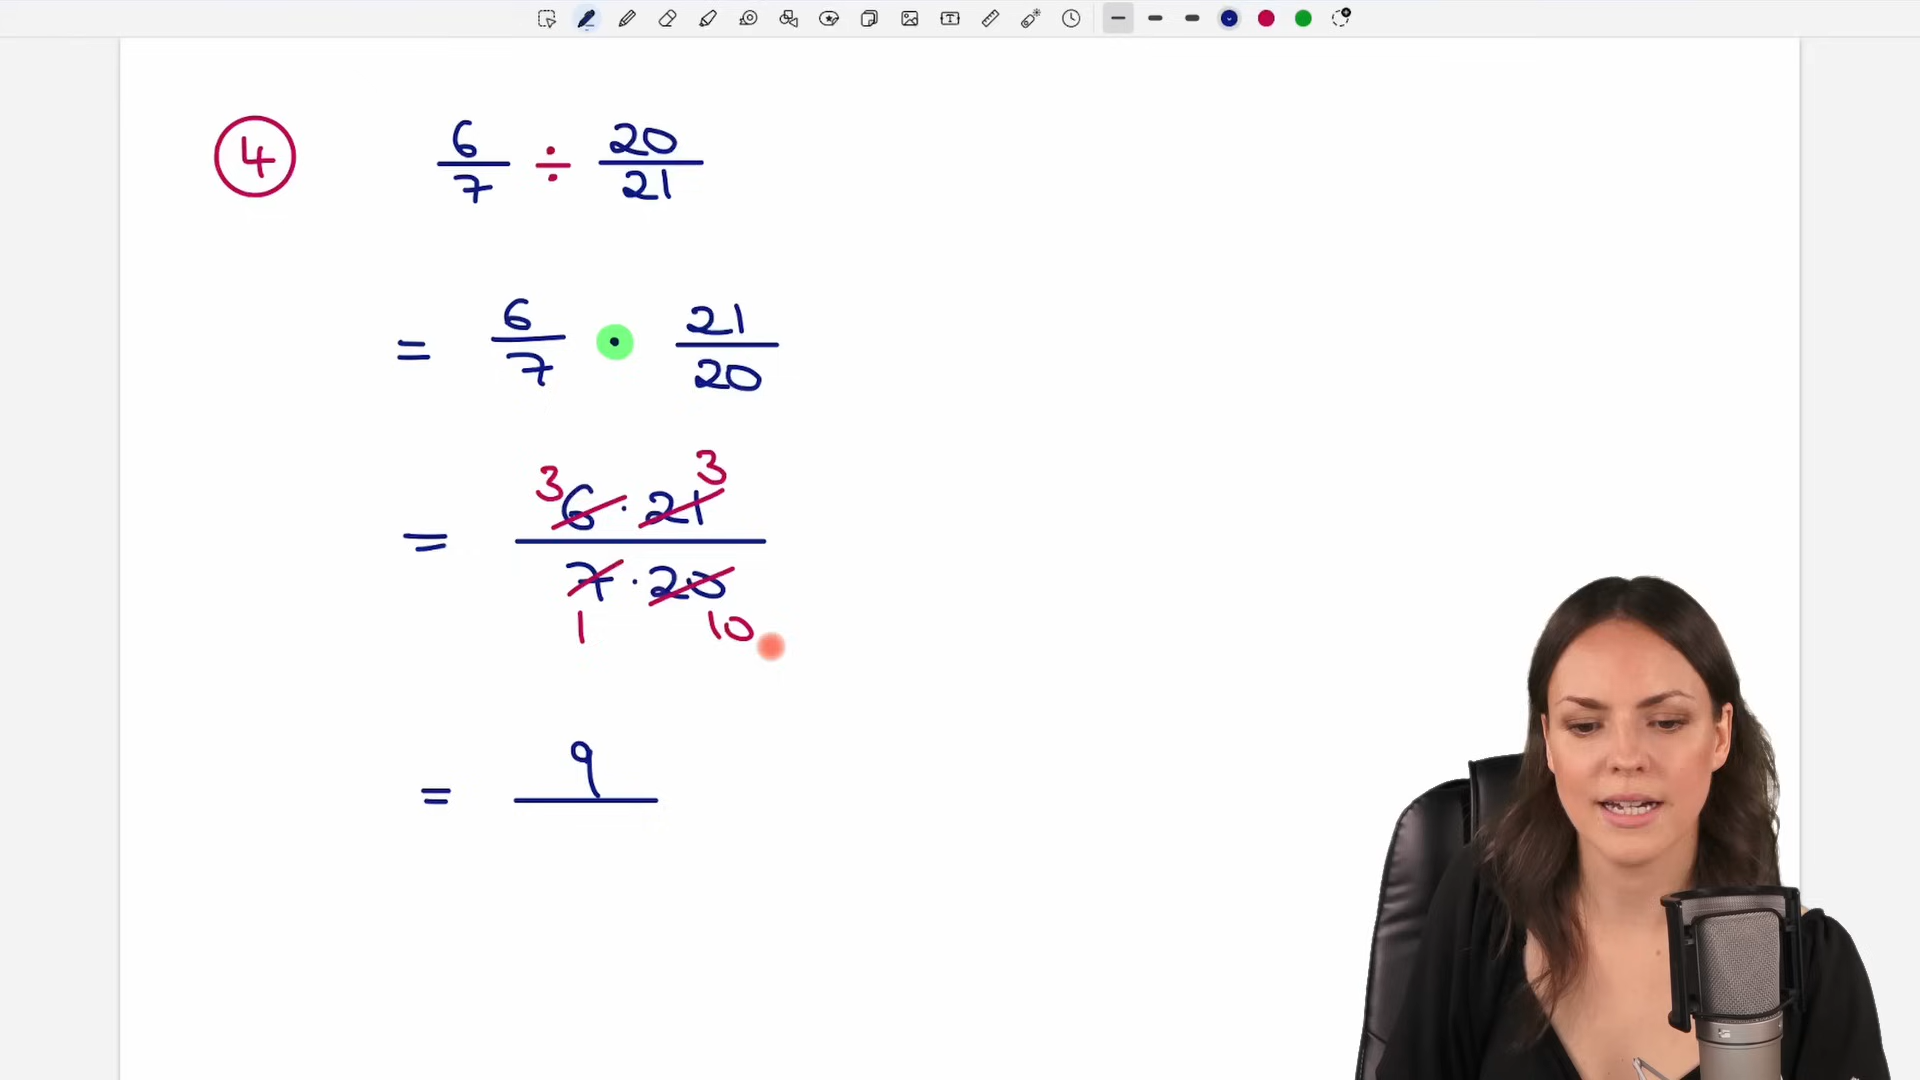 4
6/7 ÷ 20/21
= 6/7 · 21/20
3 3
= 6 · 21 / 7 · 20
1 10
= 9